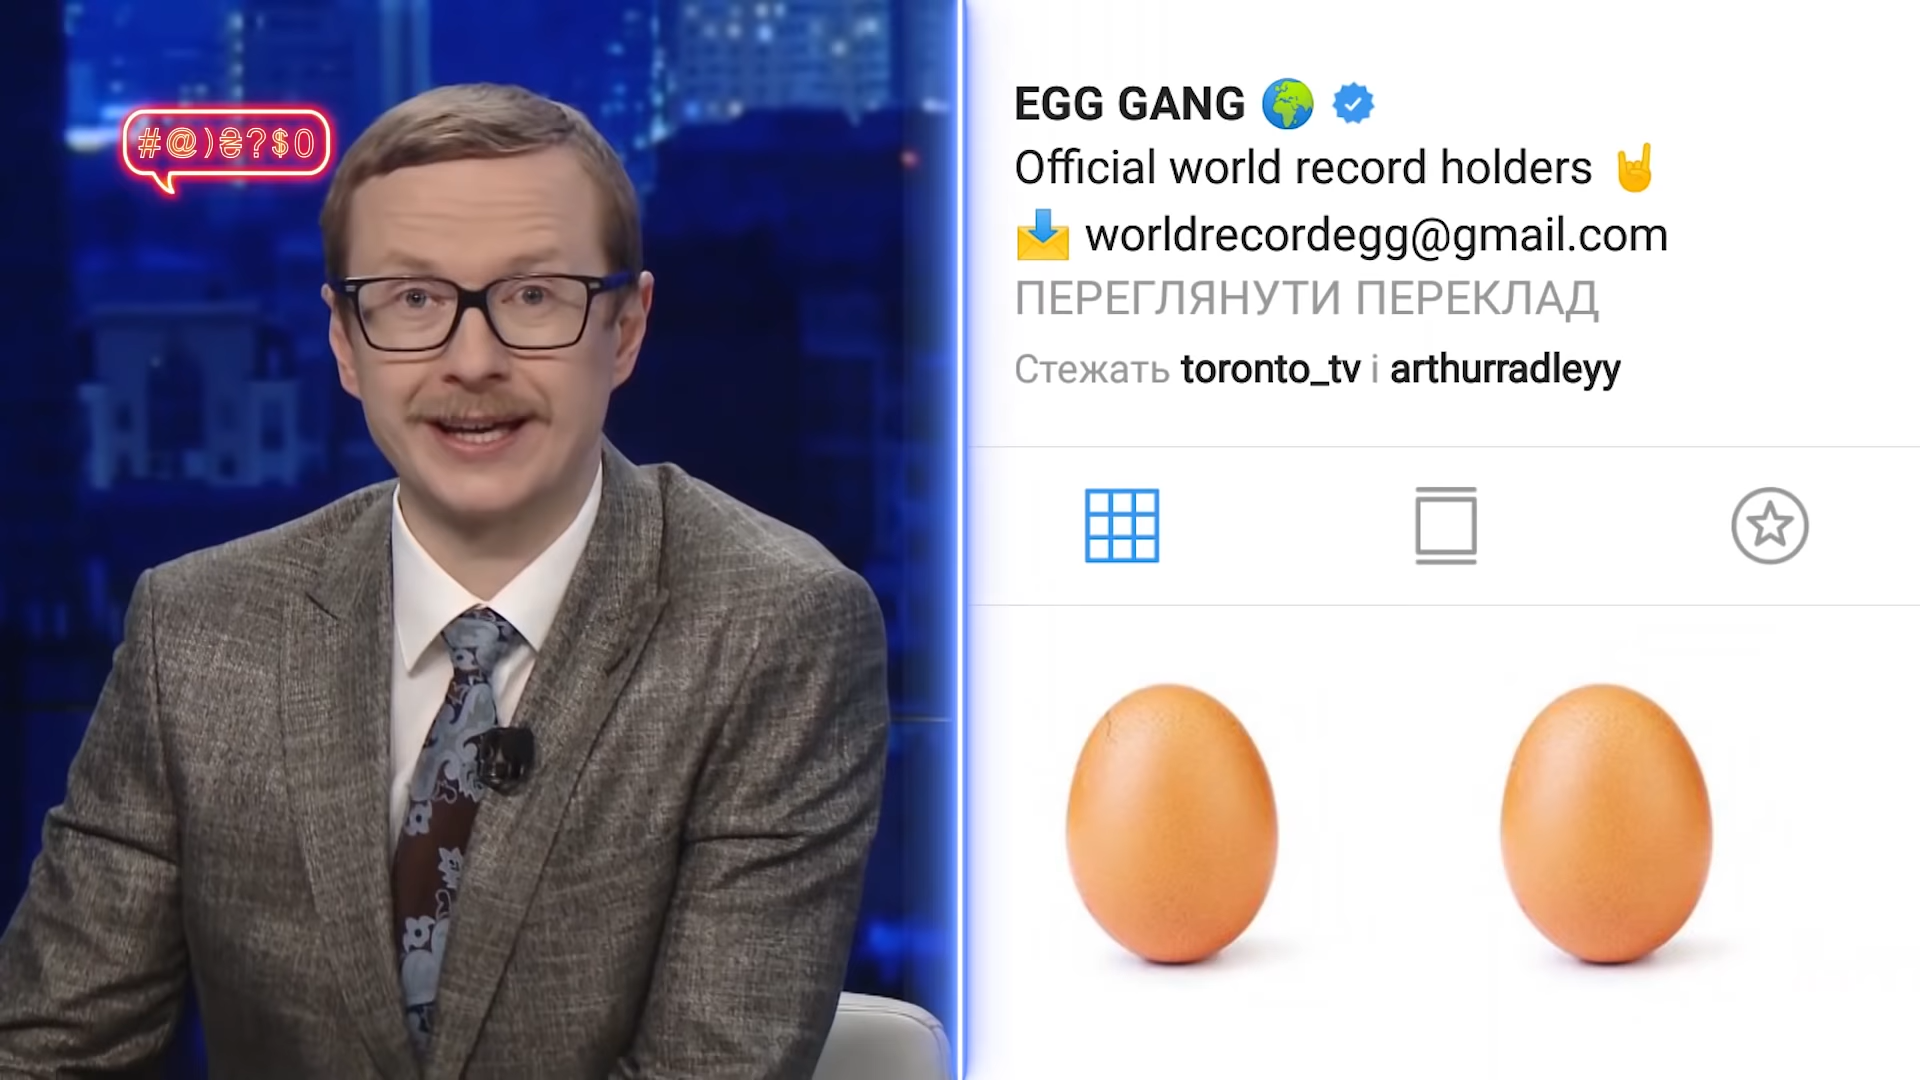 #@)₴?$0
EGG GANG 🌍
Official world record holders 🤘
📩 worldrecordegg@gmail.com
ПЕРЕГЛЯНУТИ ПЕРЕКЛАД
Стежать toronto_tv і arthurradleyy